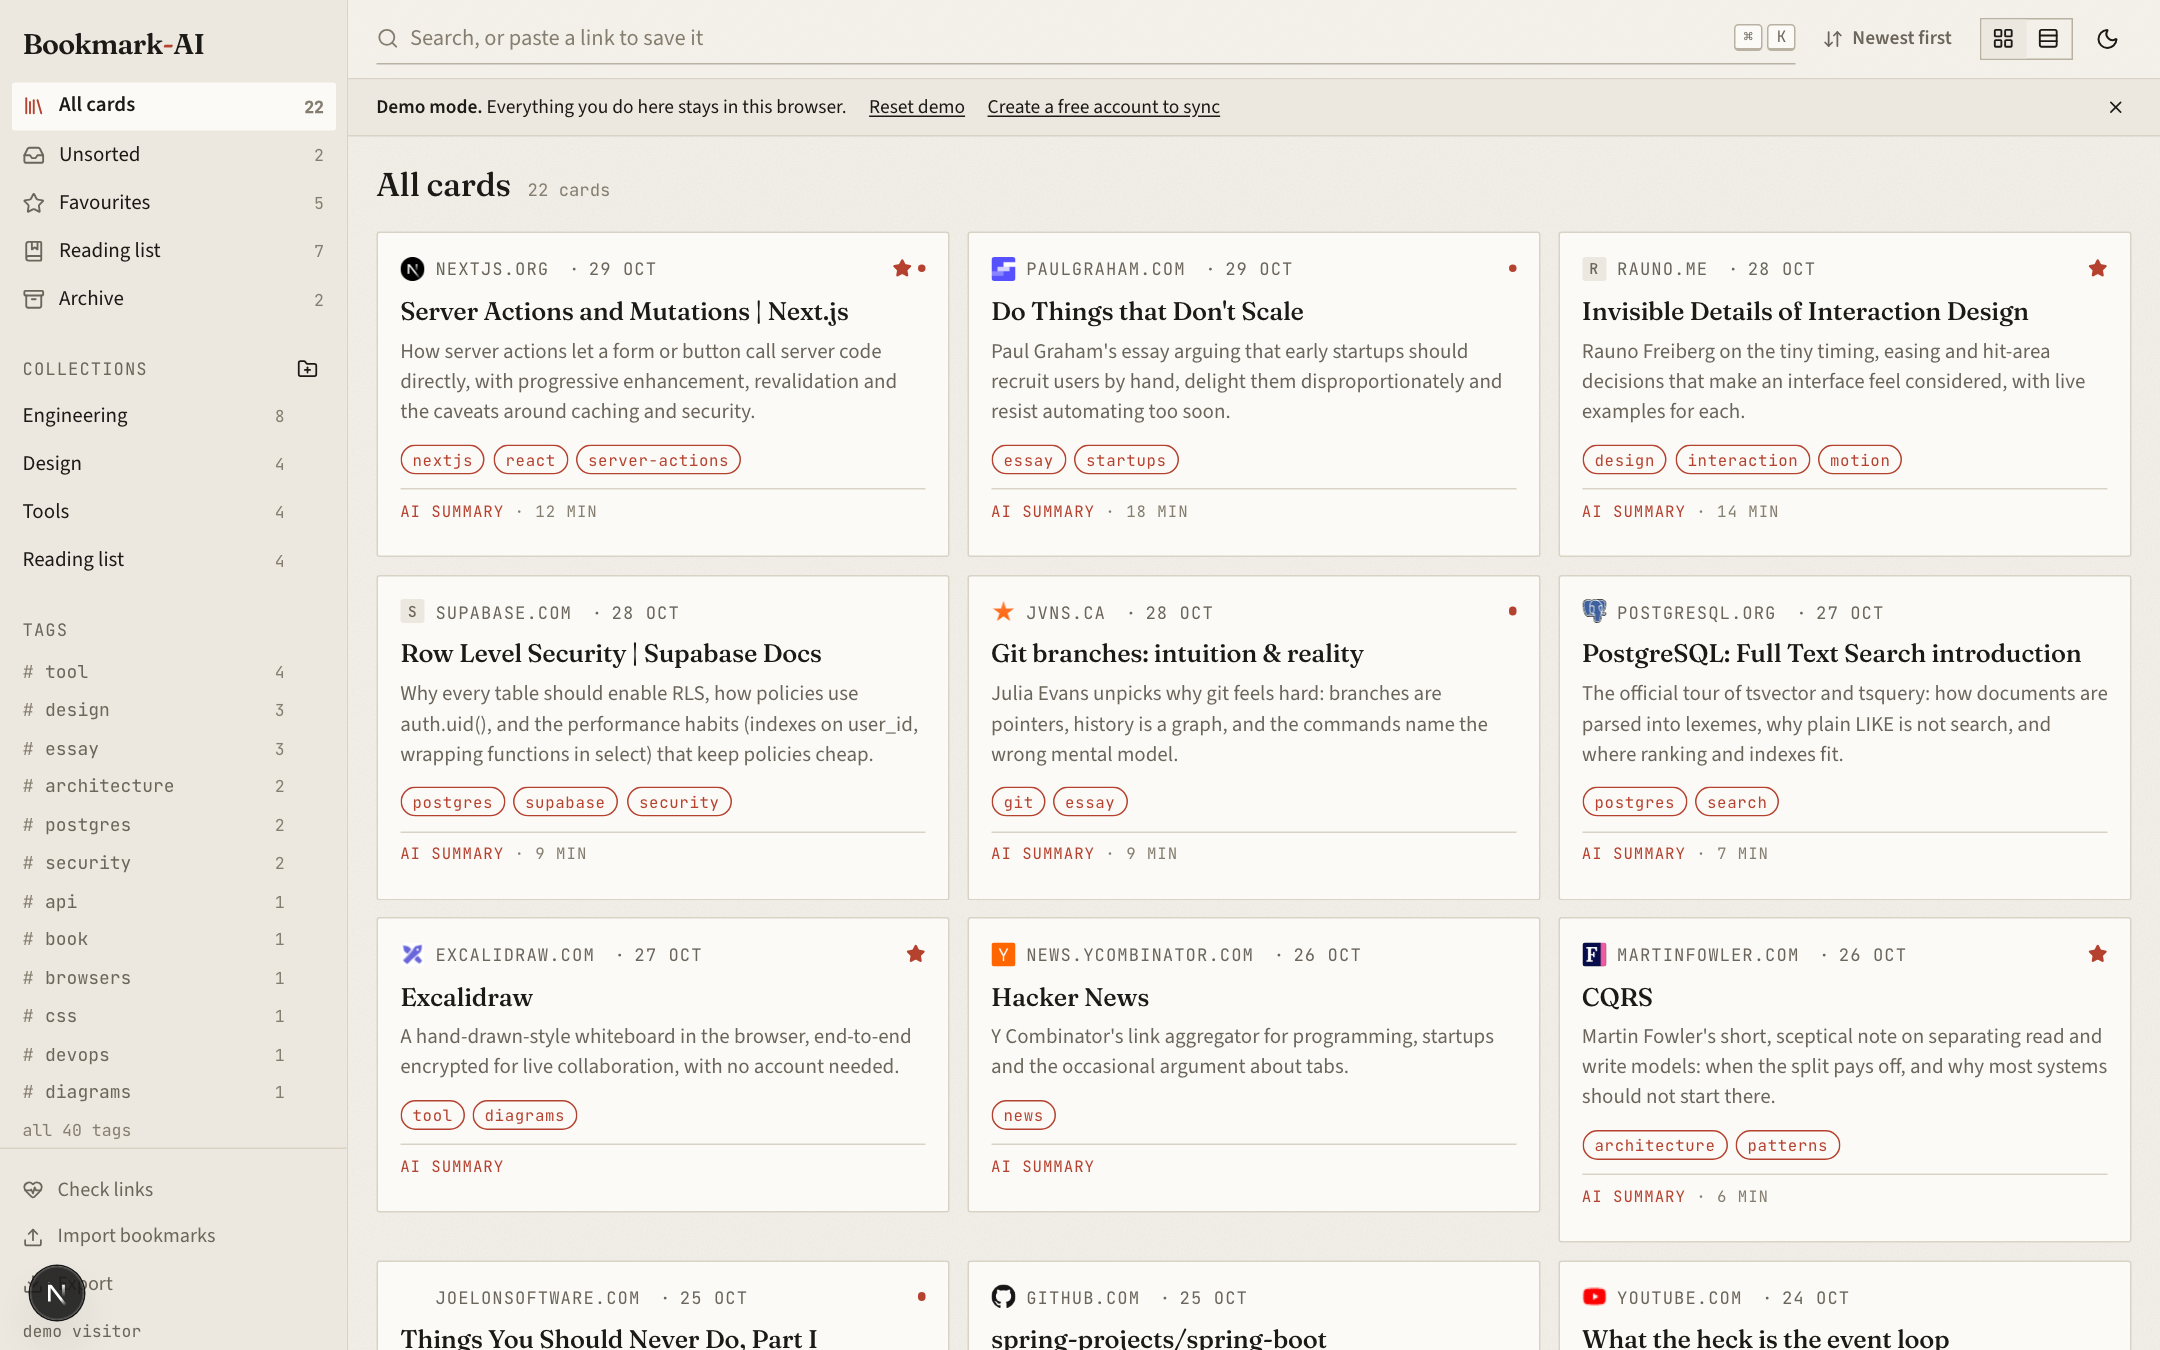 Bookmark-AI
All cards 22
Unsorted 2
Favourites 5
Reading list 7
Archive 2
COLLECTIONS
Engineering 8
Design 4
Tools 4
Reading list 4
TAGS
# tool 4
# design 3
# essay 3
# architecture 2
# postgres 2
# security 2
# api 1
# book 1
# browsers 1
# css 1
# devops 1
# diagrams 1
all 40 tags
Check links
Import bookmarks
N
demo visitor
Search, or paste a link to save it
⌘ K
Newest first
Demo mode. Everything you do here stays in this browser. Reset demo Create a free account to sync
All cards 22 cards
N NEXTJS.ORG · 29 OCT
Server Actions and Mutations | Next.js
How server actions let a form or button call server code
directly, with progressive enhancement, revalidation and
the caveats around caching and security.
nextjs react server-actions
AI SUMMARY · 12 MIN
PAULGRAHAM.COM · 29 OCT
Do Things that Don't Scale
Paul Graham's essay arguing that early startups should
recruit users by hand, delight them disproportionately and
resist automating too soon.
essay startups
AI SUMMARY · 18 MIN
R RAUNO.ME · 28 OCT
Invisible Details of Interaction Design
Rauno Freiberg on the tiny timing, easing and hit-area
decisions that make an interface feel considered, with live
examples for each.
design interaction motion
AI SUMMARY · 14 MIN
S SUPABASE.COM · 28 OCT
Row Level Security | Supabase Docs
Why every table should enable RLS, how policies use
auth.uid(), and the performance habits (indexes on user_id,
wrapping functions in select) that keep policies cheap.
postgres supabase security
AI SUMMARY · 9 MIN
JVNS.CA · 28 OCT
Git branches: intuition & reality
Julia Evans unpicks why git feels hard: branches are
pointers, history is a graph, and the commands name the
wrong mental model.
git essay
AI SUMMARY · 9 MIN
POSTGRESQL.ORG · 27 OCT
PostgreSQL: Full Text Search introduction
The official tour of tsvector and tsquery: how documents are
parsed into lexemes, why plain LIKE is not search, and
where ranking and indexes fit.
postgres search
AI SUMMARY · 7 MIN
EXCALIDRAW.COM · 27 OCT
Excalidraw
A hand-drawn-style whiteboard in the browser, end-to-end
encrypted for live collaboration, with no account needed.
tool diagrams
AI SUMMARY
Y NEWS.YCOMBINATOR.COM · 26 OCT
Hacker News
Y Combinator's link aggregator for programming, startups
and the occasional argument about tabs.
news
AI SUMMARY
F MARTINFOWLER.COM · 26 OCT
CQRS
Martin Fowler's short, sceptical note on separating read and
write models: when the split pays off, and why most systems
should not start there.
architecture patterns
AI SUMMARY · 6 MIN
JOELONSOFTWARE.COM · 25 OCT
Things You Should Never Do, Part I
GITHUB.COM · 25 OCT
spring-projects/spring-boot
YOUTUBE.COM · 24 OCT
What the heck is the event loop